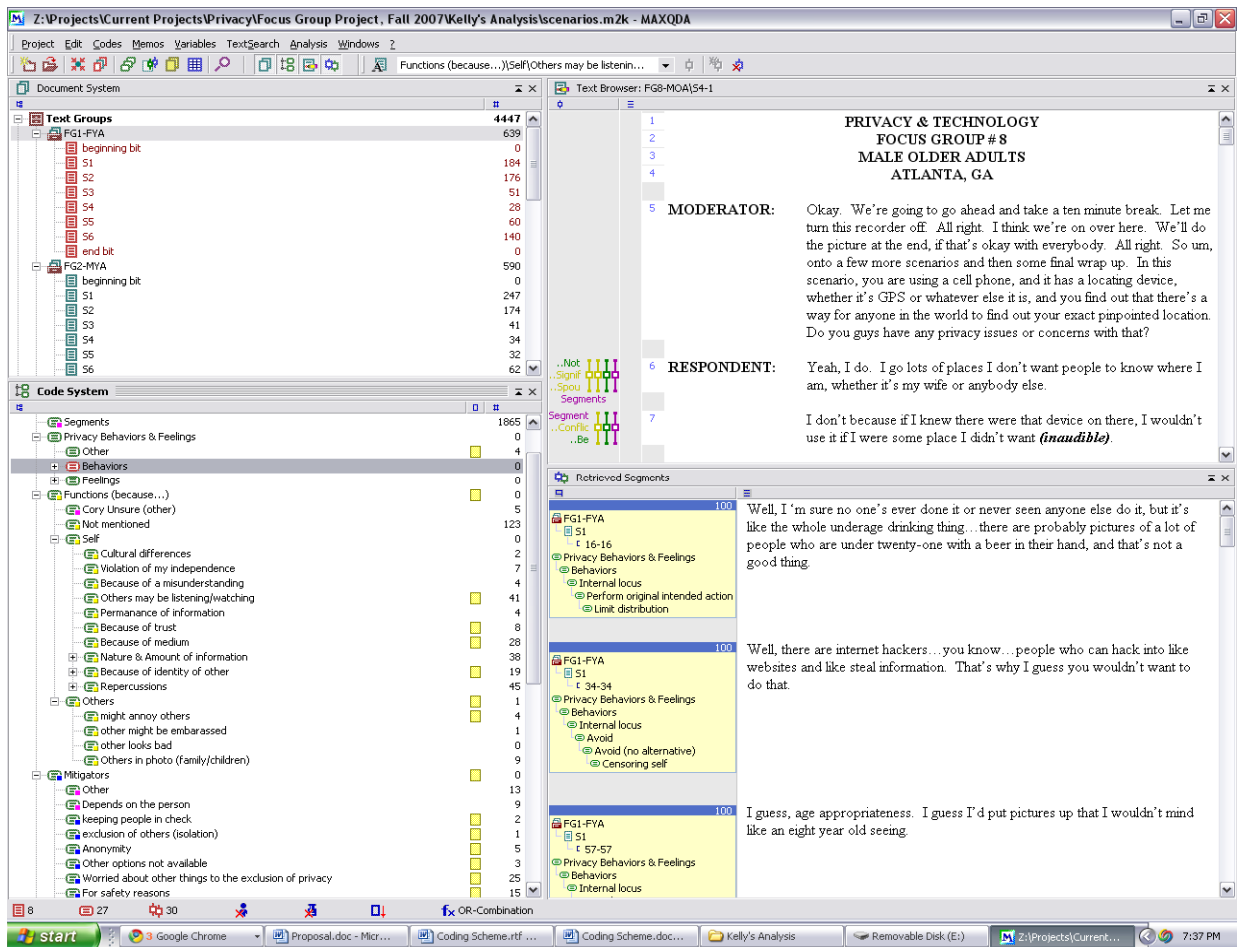 Z:\Projects\Current Projects\Privacy\Focus Group Project, Fall 2007\Kelly's Analysis\scenarios.m2k - MAXQDA
Project Edit Codes Memos Variables TextSearch Analysis Windows ?
Functions (because...)\Self\Others may be listenin...
Document System
#
Text Groups 4447
FG1-FYA 639
beginning bit 0
S1 184
S2 176
S3 51
S4 28
S5 60
S6 140
end bit 0
FG2-MYA 590
beginning bit 0
S1 247
S2 174
S3 41
S4 34
S5 32
S6 62
Code System
#
Segments 1865
Privacy Behaviors & Feelings 0
Other 4
Behaviors 0
Feelings 0
Functions (because...) 0
Cory Unsure (other) 5
Not mentioned 123
Self 0
Cultural differences 2
Violation of my independence 7
Because of a misunderstanding 4
Others may be listening/watching 41
Permanance of information 4
Because of trust 8
Because of medium 28
Nature & Amount of information 38
Because of identity of other 19
Repercussions 45
Others 1
might annoy others 4
other might be embarassed 1
other looks bad 0
Others in photo (family/children) 9
Mitigators 0
Other 13
Depends on the person 9
keeping people in check 2
exclusion of others (isolation) 1
Anonymity 5
Other options not available 3
Worried about other things to the exclusion of privacy 25
For safety reasons 15
Text Browser: FG8-MOA\S4-1
1 PRIVACY & TECHNOLOGY
2 FOCUS GROUP # 8
3 MALE OLDER ADULTS
4 ATLANTA, GA
5 MODERATOR: Okay. We're going to go ahead and take a ten minute break. Let me
turn this recorder off. All right. I think we're on over here. We'll do
the picture at the end, if that's okay with everybody. All right. So um,
onto a few more scenarios and then some final wrap up. In this
scenario, you are using a cell phone, and it has a locating device,
whether it's GPS or whatever else it is, and you find out that there's a
way for anyone in the world to find out your exact pinpointed location.
Do you guys have any privacy issues or concerns with that?
..Not
..Signif
..Spou
Segments
6 RESPONDENT: Yeah, I do. I go lots of places I don't want people to know where I
am, whether it's my wife or anybody else.
Segment
..Conflic
..Be
7 I don't because if I knew there were that device on there, I wouldn't
use it if I were some place I didn't want (inaudible).
Retrieved Segments
100
FG1-FYA
S1
16-16
Privacy Behaviors & Feelings
Behaviors
Internal locus
Perform original intended action
Limit distribution
Well, I 'm sure no one's ever done it or never seen anyone else do it, but it's
like the whole underage drinking thing…there are probably pictures of a lot of
people who are under twenty-one with a beer in their hand, and that's not a
good thing.
100
FG1-FYA
S1
34-34
Privacy Behaviors & Feelings
Behaviors
Internal locus
Avoid
Avoid (no alternative)
Censoring self
Well, there are internet hackers…you know…people who can hack into like
websites and like steal information. That's why I guess you wouldn't want to
do that.
100
FG1-FYA
S1
57-57
Privacy Behaviors & Feelings
Behaviors
Internal locus
I guess, age appropriateness. I guess I'd put pictures up that I wouldn't mind
like an eight year old seeing.
8 27 30 fx OR-Combination
start 3 Google Chrome Proposal.doc - Micr... Coding Scheme.rtf ... Coding Scheme.doc... Kelly's Analysis Removable Disk (E:) Z:\Projects\Current... 7:37 PM